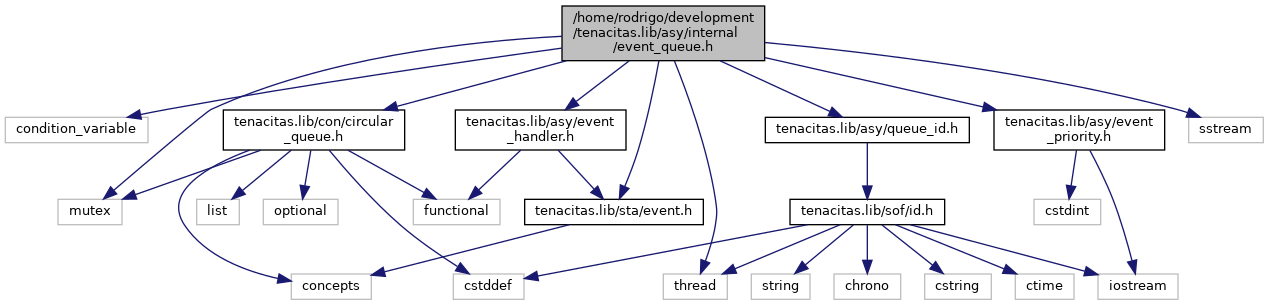 /home/rodrigo/development
/tenacitas.lib/asy/internal
/event_queue.h
condition_variable
tenacitas.lib/con/circular
_queue.h
tenacitas.lib/asy/event
_handler.h
tenacitas.lib/asy/queue_id.h
tenacitas.lib/asy/event
_priority.h
sstream
mutex
list
optional
functional
tenacitas.lib/sta/event.h
tenacitas.lib/sof/id.h
cstdint
concepts
cstddef
thread
string
chrono
cstring
ctime
iostream